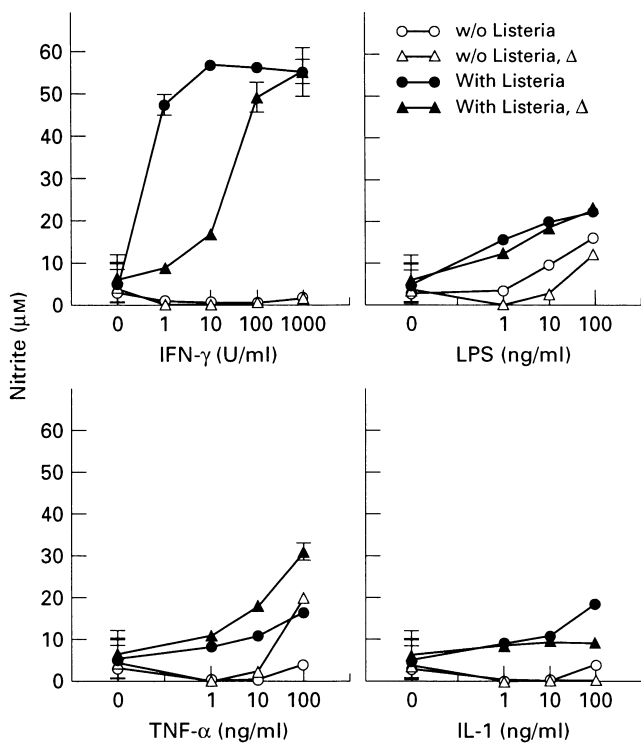 60
50
40
30
20
10
0
w/o Listeria
w/o Listeria, Δ
With Listeria
With Listeria, Δ
0 1 10 100 1000
IFN-γ (U/ml)
0 1 10 100
LPS (ng/ml)
Nitrite (μM)
60
50
40
30
20
10
0
0 1 10 100
TNF-α (ng/ml)
0 1 10 100
IL-1 (ng/ml)